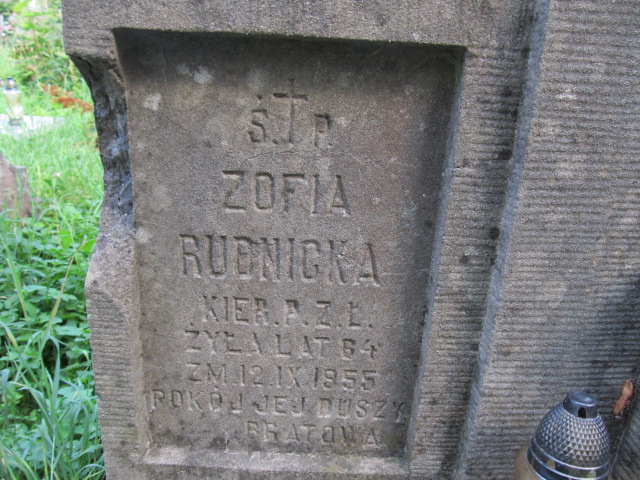 Ś.†P.
ZOFIA
RUDNICKA
KIER. P. Z. Ł.
ŻYŁA LAT 64
ZM. 12.IX.1955
POKÓJ JEJ DUSZY
BRATOWA